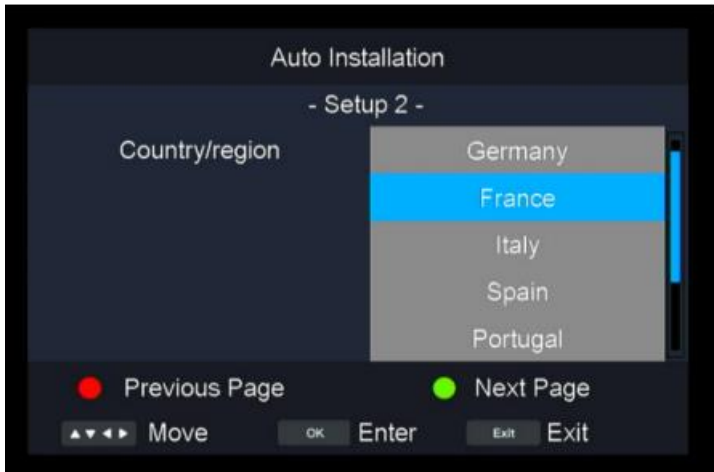 Auto Installation
- Setup 2 -
Country/region
Germany
France
Italy
Spain
Portugal
Previous Page
Next Page
Move
OK Enter
Exit Exit